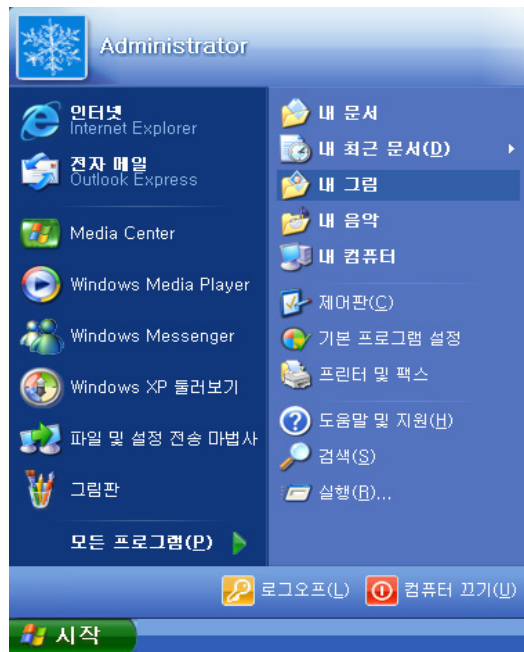 Administrator
인터넷
Internet Explorer
전자 메일
Outlook Express
Media Center
Windows Media Player
Windows Messenger
Windows XP 둘러보기
파일 및 설정 전송 마법사
그림판
모든 프로그램(P)
내 문서
내 최근 문서(D)
내 그림
내 음악
내 컴퓨터
제어판(C)
기본 프로그램 설정
프린터 및 팩스
도움말 및 지원(H)
검색(S)
실행(R)...
로그오프(L)
컴퓨터 끄기(U)
시작